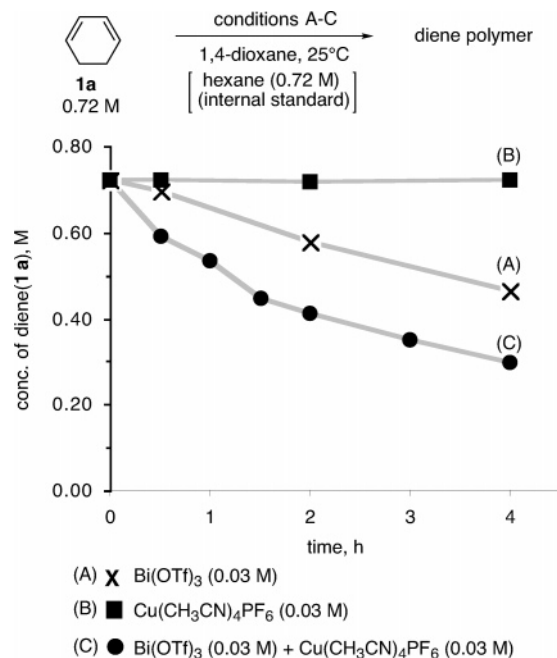 conditions A-C
1,4-dioxane, 25°C
[ hexane (0.72 M) ]
(internal standard)
diene polymer
1a
0.72 M
0.80
0.60
0.40
0.20
0.00
conc. of diene(1 a), M
(B)
(A)
(C)
0 1 2 3 4
time, h
(A) X Bi(OTf)3 (0.03 M)
(B) ■ Cu(CH3CN)4PF6 (0.03 M)
(C) ● Bi(OTf)3 (0.03 M) + Cu(CH3CN)4PF6 (0.03 M)